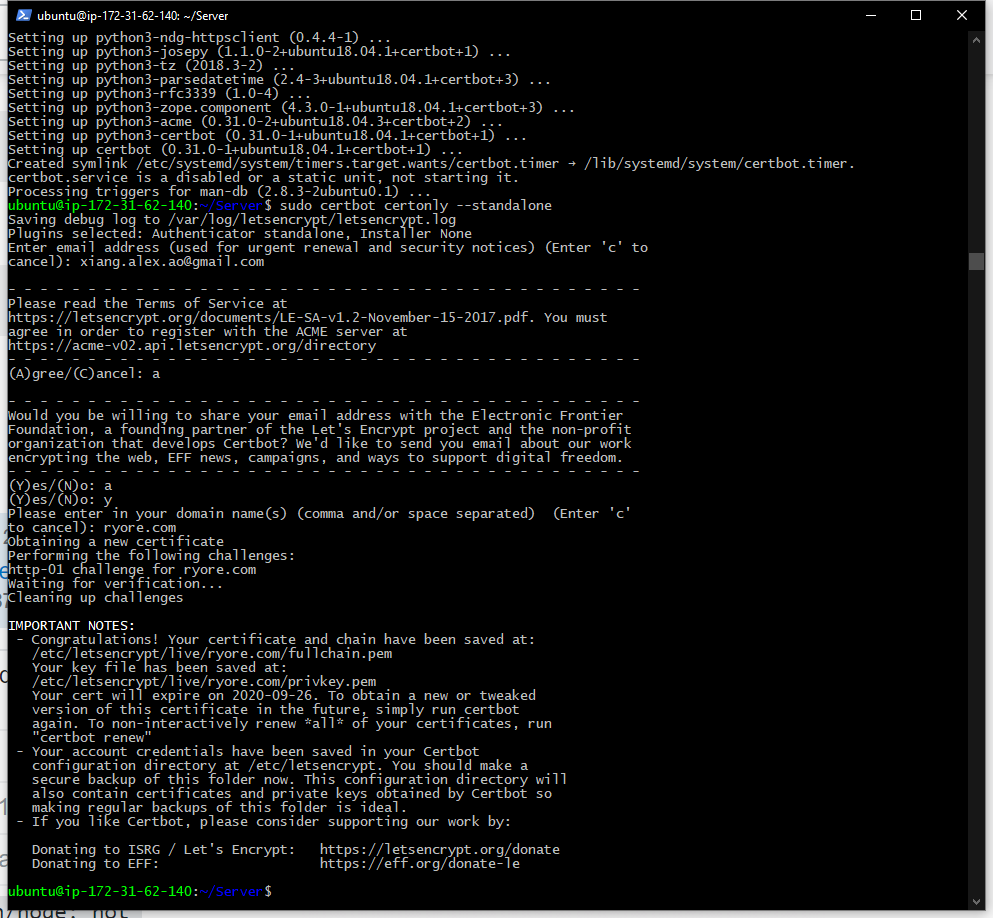 ubuntu@ip-172-31-62-140: ~/Server
Setting up python3-ndg-httpsclient (0.4.4-1) ...
Setting up python3-josepy (1.1.0-2+ubuntu18.04.1+certbot+1) ...
Setting up python3-tz (2018.3-2) ...
Setting up python3-parsedatetime (2.4-3+ubuntu18.04.1+certbot+3) ...
Setting up python3-rfc3339 (1.0-4) ...
Setting up python3-zope.component (4.3.0-1+ubuntu18.04.1+certbot+3) ...
Setting up python3-acme (0.31.0-2+ubuntu18.04.3+certbot+2) ...
Setting up python3-certbot (0.31.0-1+ubuntu18.04.1+certbot+1) ...
Setting up certbot (0.31.0-1+ubuntu18.04.1+certbot+1) ...
Created symlink /etc/systemd/system/timers.target.wants/certbot.timer → /lib/systemd/system/certbot.timer.
certbot.service is a disabled or a static unit, not starting it.
Processing triggers for man-db (2.8.3-2ubuntu0.1) ...
ubuntu@ip-172-31-62-140:~/Server$ sudo certbot certonly --standalone
Saving debug log to /var/log/letsencrypt/letsencrypt.log
Plugins selected: Authenticator standalone, Installer None
Enter email address (used for urgent renewal and security notices) (Enter 'c' to
cancel): xiang.alex.ao@gmail.com
- - - - - - - - - - - - - - - - - - - - - - - - - - - - - - - - - - - - - - - -
Please read the Terms of Service at
https://letsencrypt.org/documents/LE-SA-v1.2-November-15-2017.pdf. You must
agree in order to register with the ACME server at
https://acme-v02.api.letsencrypt.org/directory
- - - - - - - - - - - - - - - - - - - - - - - - - - - - - - - - - - - - - - - -
(A)gree/(C)ancel: a
- - - - - - - - - - - - - - - - - - - - - - - - - - - - - - - - - - - - - - - -
Would you be willing to share your email address with the Electronic Frontier
Foundation, a founding partner of the Let's Encrypt project and the non-profit
organization that develops Certbot? We'd like to send you email about our work
encrypting the web, EFF news, campaigns, and ways to support digital freedom.
- - - - - - - - - - - - - - - - - - - - - - - - - - - - - - - - - - - - - - - -
(Y)es/(N)o: a
(Y)es/(N)o: y
Please enter in your domain name(s) (comma and/or space separated)  (Enter 'c'
to cancel): ryore.com
Obtaining a new certificate
Performing the following challenges:
http-01 challenge for ryore.com
Waiting for verification...
Cleaning up challenges
IMPORTANT NOTES:
- Congratulations! Your certificate and chain have been saved at:
/etc/letsencrypt/live/ryore.com/fullchain.pem
Your key file has been saved at:
/etc/letsencrypt/live/ryore.com/privkey.pem
Your cert will expire on 2020-09-26. To obtain a new or tweaked
version of this certificate in the future, simply run certbot
again. To non-interactively renew *all* of your certificates, run
"certbot renew"
- Your account credentials have been saved in your Certbot
configuration directory at /etc/letsencrypt. You should make a
secure backup of this folder now. This configuration directory will
also contain certificates and private keys obtained by Certbot so
making regular backups of this folder is ideal.
- If you like Certbot, please consider supporting our work by:
Donating to ISRG / Let's Encrypt:   https://letsencrypt.org/donate
Donating to EFF:                    https://eff.org/donate-le
ubuntu@ip-172-31-62-140:~/Server$